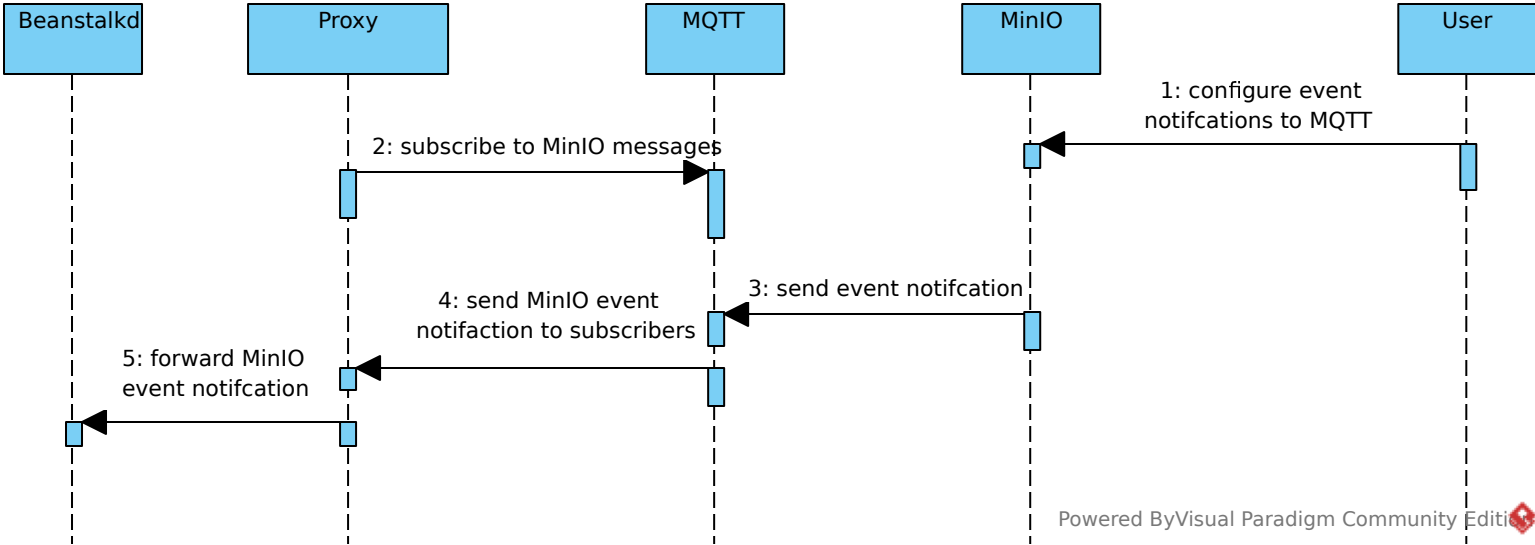 Beanstalkd
Proxy
MQTT
MinIO
User
1: configure event
notifcations to MQTT
2: subscribe to MinIO messages
3: send event notifcation
4: send MinIO event
notifaction to subscribers
5: forward MinIO
event notifcation
Powered ByVisual Paradigm Community Editi